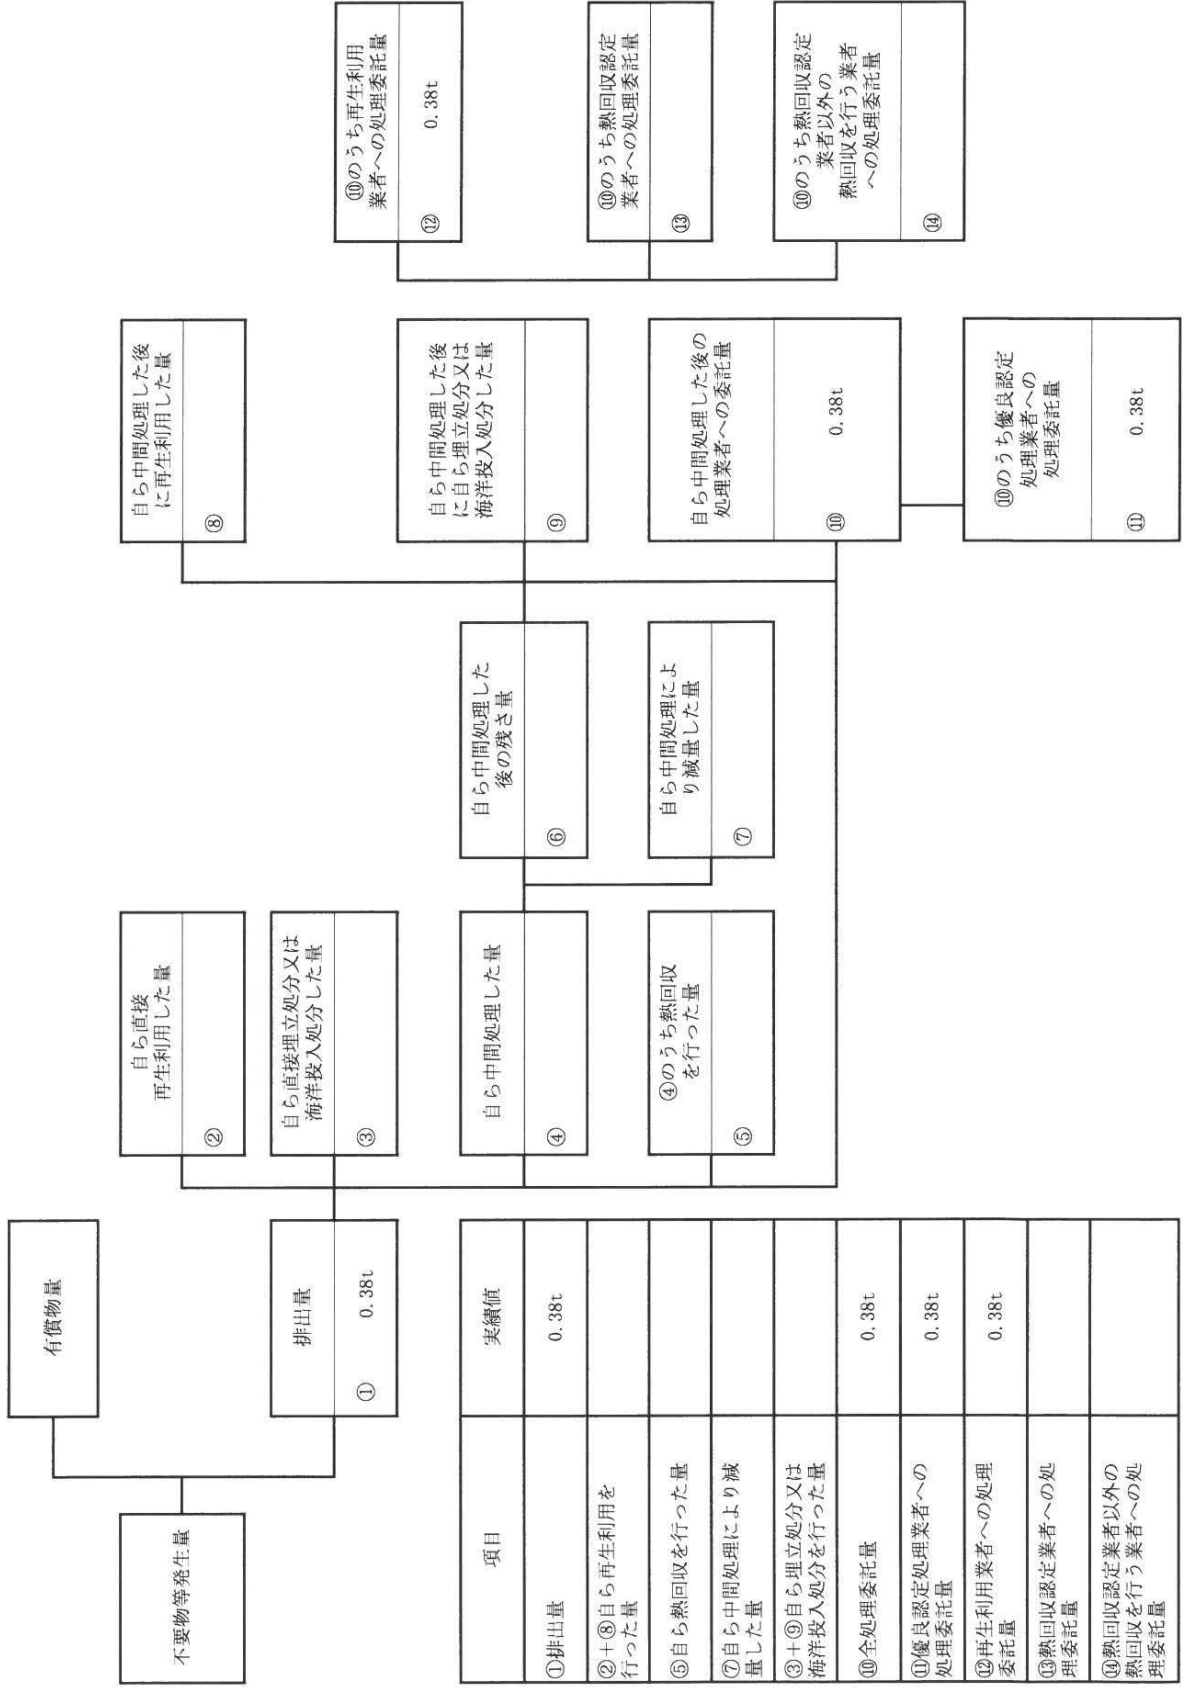 不要物等発生量
有償物量
排出量
① 0.38t
自ら直接
再生利用した量
②
自ら直接埋立処分又は
海洋投入処分した量
③
自ら中間処理した量
④
④のうち熱回収
を行った量
⑤
自ら中間処理した
後の残さ量
⑥
自ら中間処理によ
り減量した量
⑦
自ら中間処理した後
に再生利用した量
⑧
自ら中間処理した後
に自ら埋立処分又は
海洋投入処分した量
⑨
自ら中間処理した後の
処理業者への委託量
⑩ 0.38t
⑩のうち優良認定
処理業者への
処理委託量
⑪ 0.38t
⑩のうち再生利用
業者への処理委託量
⑫ 0.38t
⑩のうち熱回収認定
業者への処理委託量
⑬
⑩のうち熱回収認定
業者以外の
熱回収を行う業者
への処理委託量
⑭
項目 実績値
①排出量 0.38t
②+⑧自ら再生利用を
行った量
⑤自ら熱回収を行った量
⑦自ら中間処理により減
量した量
③+⑨自ら埋立処分又は
海洋投入処分を行った量
⑩全処理委託量 0.38t
⑪優良認定処理業者への
処理委託量 0.38t
⑫再生利用業者への処理
委託量 0.38t
⑬熱回収認定業者への処
理委託量
⑭熱回収認定業者以外の
熱回収を行う業者への処
理委託量